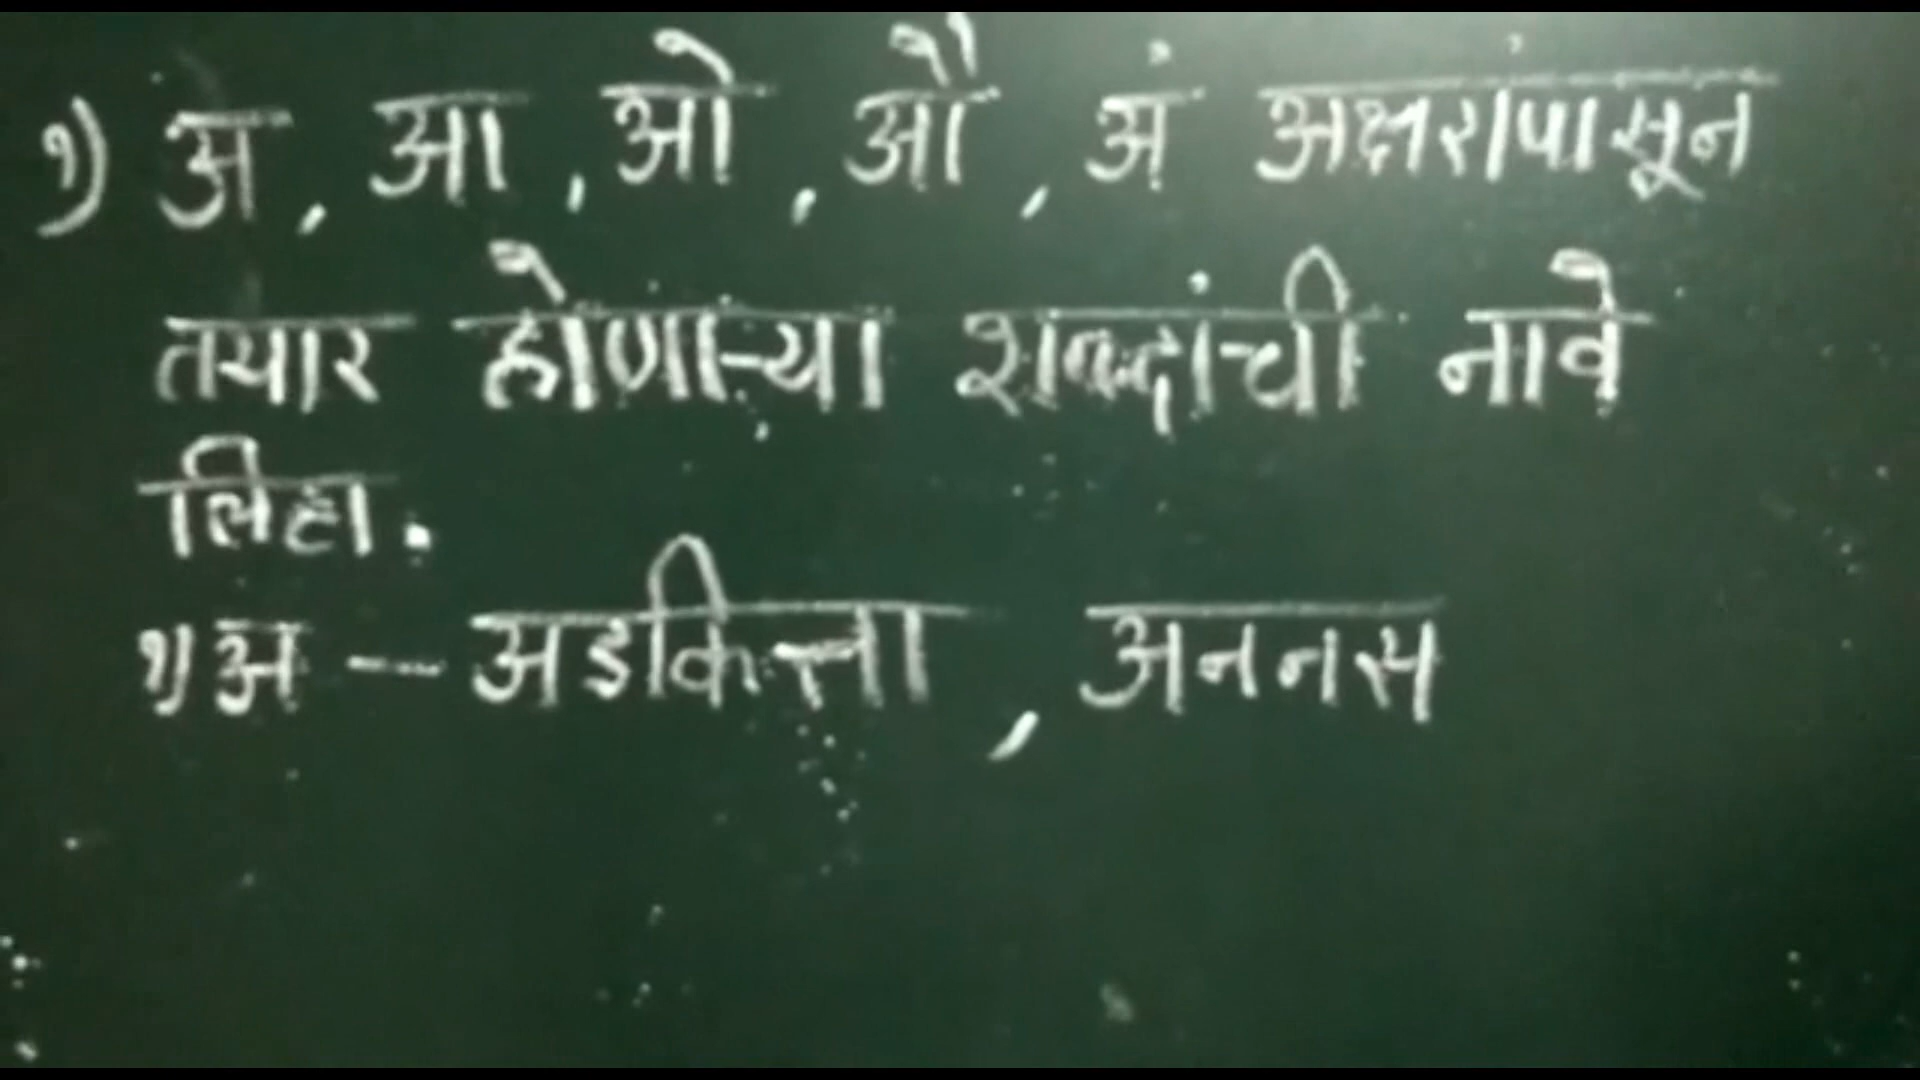 १) अ, आ, ओ, औ, अं अक्षरांपासून
तयार होणाऱ्या शब्दांची नावे
लिहा.
१) अ - अडकित्ता, अननस